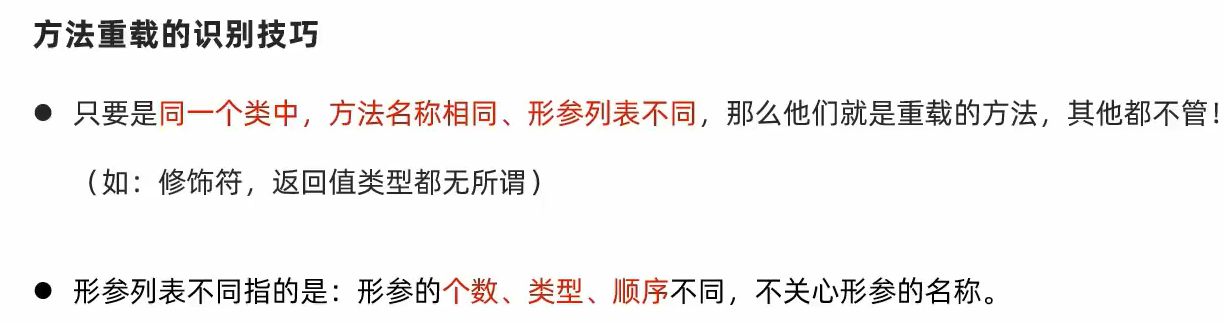 方法重载的识别技巧
● 只要是同一个类中，方法名称相同、形参列表不同，那么他们就是重载的方法，其他都不管！
（如：修饰符，返回值类型都无所谓）
● 形参列表不同指的是：形参的个数、类型、顺序不同，不关心形参的名称。